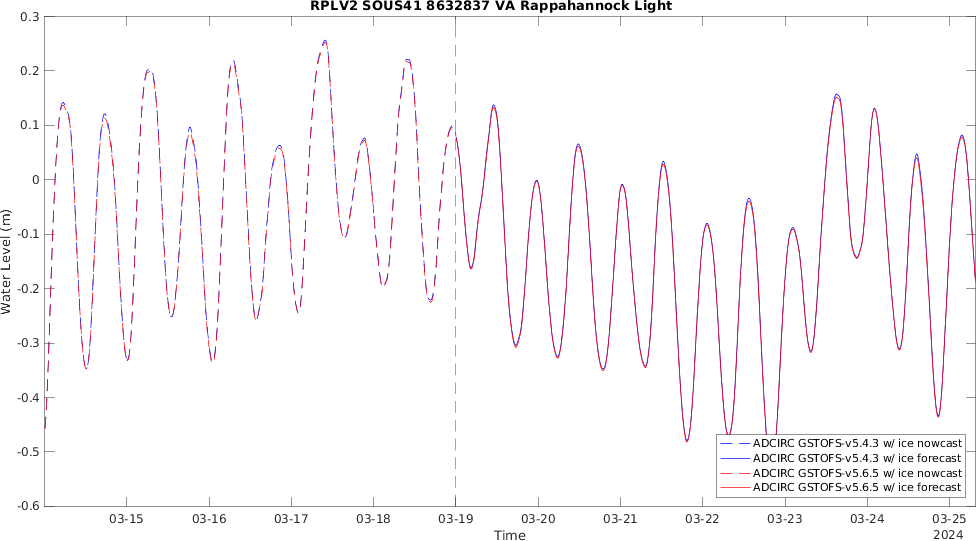 RPLV2 SOUS41 8632837 VA Rappahannock Light
0.3
0.2
0.1
0
-0.1
-0.2
-0.3
-0.4
-0.5
-0.6
Water Level (m)
ADCIRC GSTOFS-v5.4.3 w/ ice nowcast
ADCIRC GSTOFS-v5.4.3 w/ ice forecast
ADCIRC GSTOFS-v5.6.5 w/ ice nowcast
ADCIRC GSTOFS-v5.6.5 w/ ice forecast
03-15 03-16 03-17 03-18 03-19 03-20 03-21 03-22 03-23 03-24 03-25
2024
Time